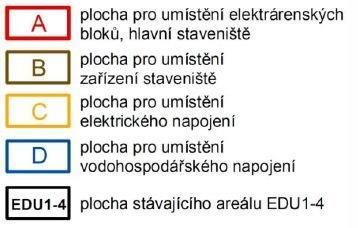 A plocha pro umístění elektrárenských
bloků, hlavní staveniště
B plocha pro umístění
zařízení staveniště
C plocha pro umístění
elektrického napojení
D plocha pro umístění
vodohospodářského napojení
EDU1-4 plocha stávajícího areálu EDU1-4